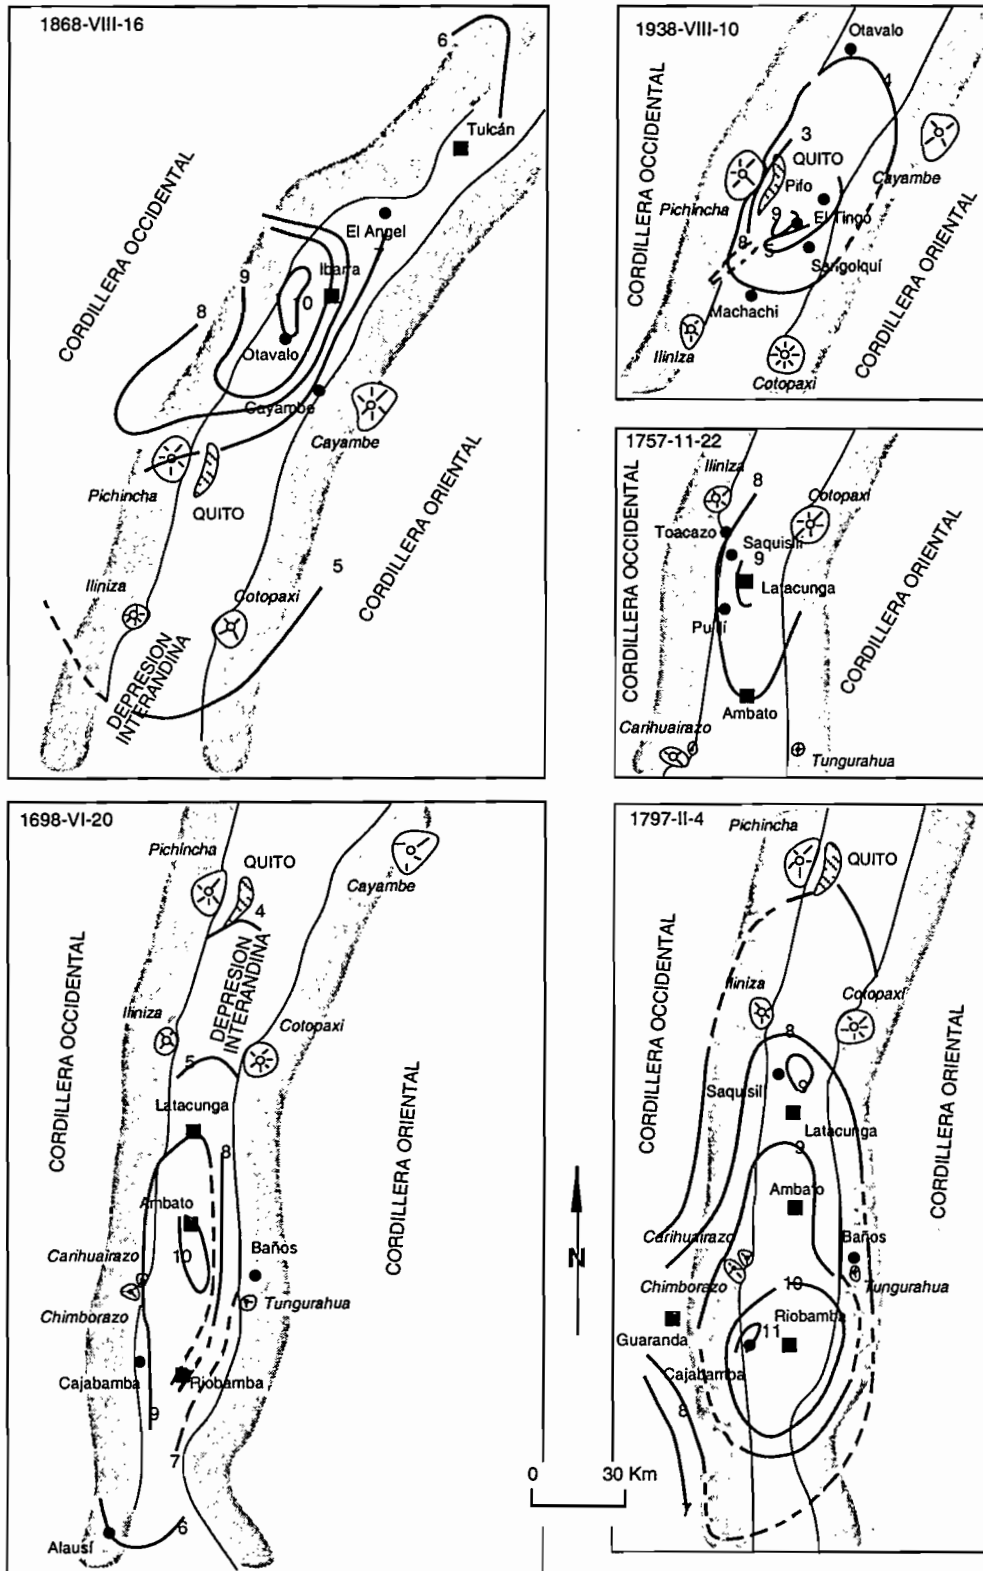 1868-VIII-16
6
Tulcán
CORDILLERA OCCIDENTAL
El Angel
7
Ibarra
9
10
8
Otavalo
Cayambe
Cayambe
Pichincha
QUITO
CORDILLERA ORIENTAL
5
Iliniza
Cotopaxi
DEPRESION
INTERANDINA
1938-VIII-10
Otavalo
4
CORDILLERA OCCIDENTAL
3
QUITO
Pifo
Cayambe
Pichincha
9
El Tingo
8
5
Sangolquí
Machachi
CORDILLERA ORIENTAL
Iliniza
Cotopaxi
1757-11-22
Iliniza
8
Cotopaxi
CORDILLERA OCCIDENTAL
Toacazo
Saquisilí
9
Latacunga
CORDILLERA ORIENTAL
Ambato
Carihuairazo
Tungurahua
1698-VI-20
Pichincha
QUITO
Cayambe
4
CORDILLERA OCCIDENTAL
DEPRESION
INTERANDINA
Iliniza
Cotopaxi
5
Latacunga
8
CORDILLERA ORIENTAL
Ambato
Baños
Carihuairazo
10
Tungurahua
Chimborazo
Cajabamba
Riobamba
9
7
6
Alausí
N
0 30 Km
1797-II-4
Pichincha
QUITO
CORDILLERA OCCIDENTAL
Iliniza
Cotopaxi
8
Saquisil
9
Latacunga
9
CORDILLERA ORIENTAL
Ambato
Carihuairazo
Baños
Chimborazo
Tungurahua
10
Riobamba
11
Guaranda
Cajabamba
8
7